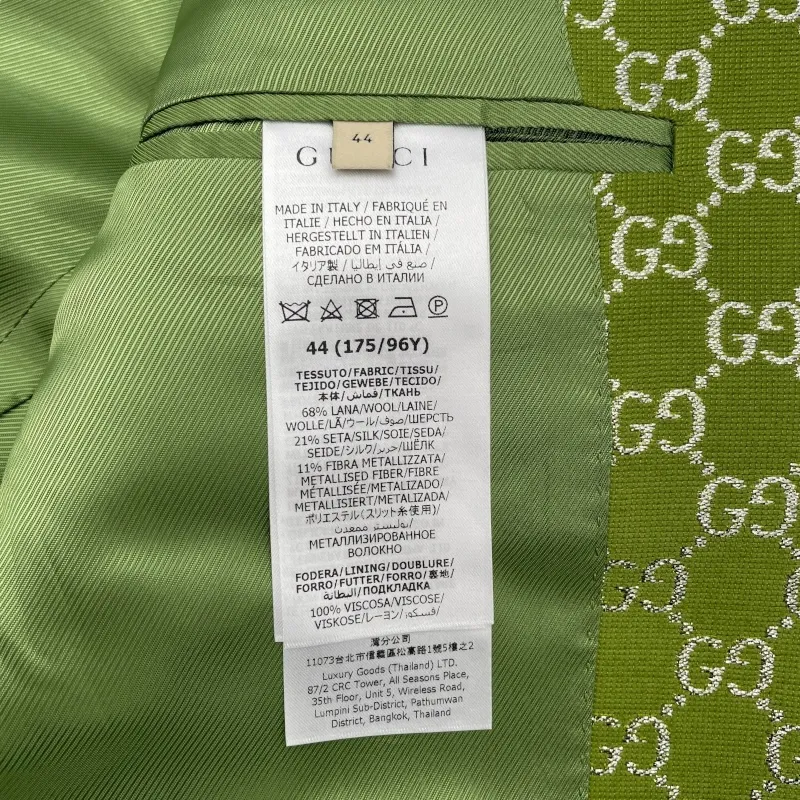 44
GUCCI
MADE IN ITALY / FABRIQUÉ EN
ITALIE / HECHO EN ITALIA /
HERGESTELLT IN ITALIEN /
FABRICADO EM ITÁLIA /
イタリア製 / صنع في إيطاليا /
СДЕЛАНО В ИТАЛИИ
P
44 (175/96Y)
TESSUTO/FABRIC/TISSU/
TEJIDO/GEWEBE/TECIDO/
本体/قماش/ТКАНЬ
68% LANA/WOOL/LAINE/
WOLLE/LÃ/ウール/صوف/ШЕРСТЬ
21% SETA/SILK/SOIE/SEDA/
SEIDE/シルク/حرير/ШЁЛК
11% FIBRA METALLIZZATA/
METALLISED FIBER/FIBRE
MÉTALLISÉE/METALIZADO/
METALLISIERT/METALIZADA/
ポリエステル(スリット糸使用)/
بوليستر ممعدن/
МЕТАЛЛИЗИРОВАННОЕ
ВОЛОКНО
FODERA/LINING/DOUBLURE/
FORRO/FUTTER/FORRO/裏地/
البطانة/ПОДКЛАДКА
100% VISCOSA/VISCOSE/
VISKOSE/レーヨン/فسكوز/
灣分公司
11073台北市信義區松高路1號5樓之2
Luxury Goods (Thailand) LTD.
87/2 CRC Tower, All Seasons Place,
35th Floor, Unit 5, Wireless Road,
Lumpini Sub-District, Pathumwan
District, Bangkok, Thailand